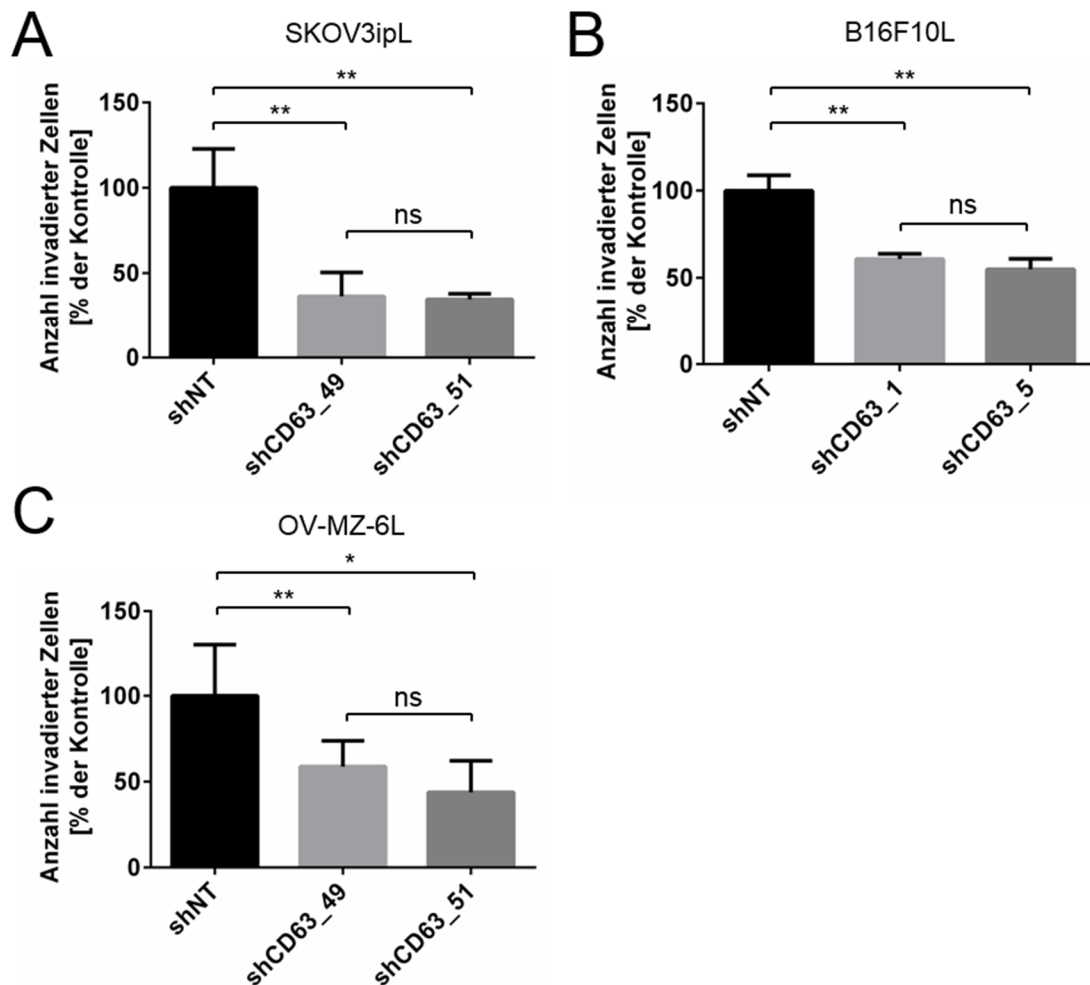 A
SKOV3ipL
Anzahl invadierter Zellen
[% der Kontrolle]
150
100
50
0
**
**
ns
shNT
shCD63_49
shCD63_51
B
B16F10L
Anzahl invadierter Zellen
[% der Kontrolle]
150
100
50
0
**
**
ns
shNT
shCD63_1
shCD63_5
C
OV-MZ-6L
Anzahl invadierter Zellen
[% der Kontrolle]
150
100
50
0
*
**
ns
shNT
shCD63_49
shCD63_51